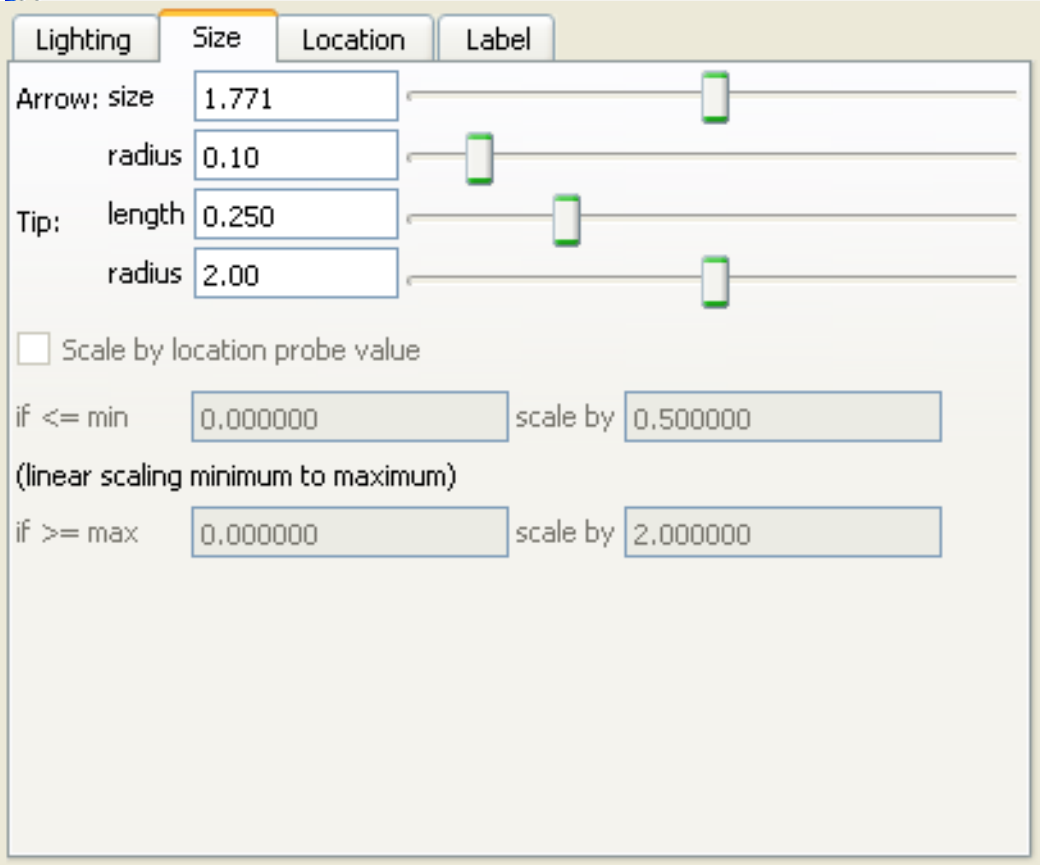 Lighting Size Location Label
Arrow: size 1.771
radius 0.10
Tip: length 0.250
radius 2.00
Scale by location probe value
if <= min 0.000000 scale by 0.500000
(linear scaling minimum to maximum)
if >= max 0.000000 scale by 2.000000